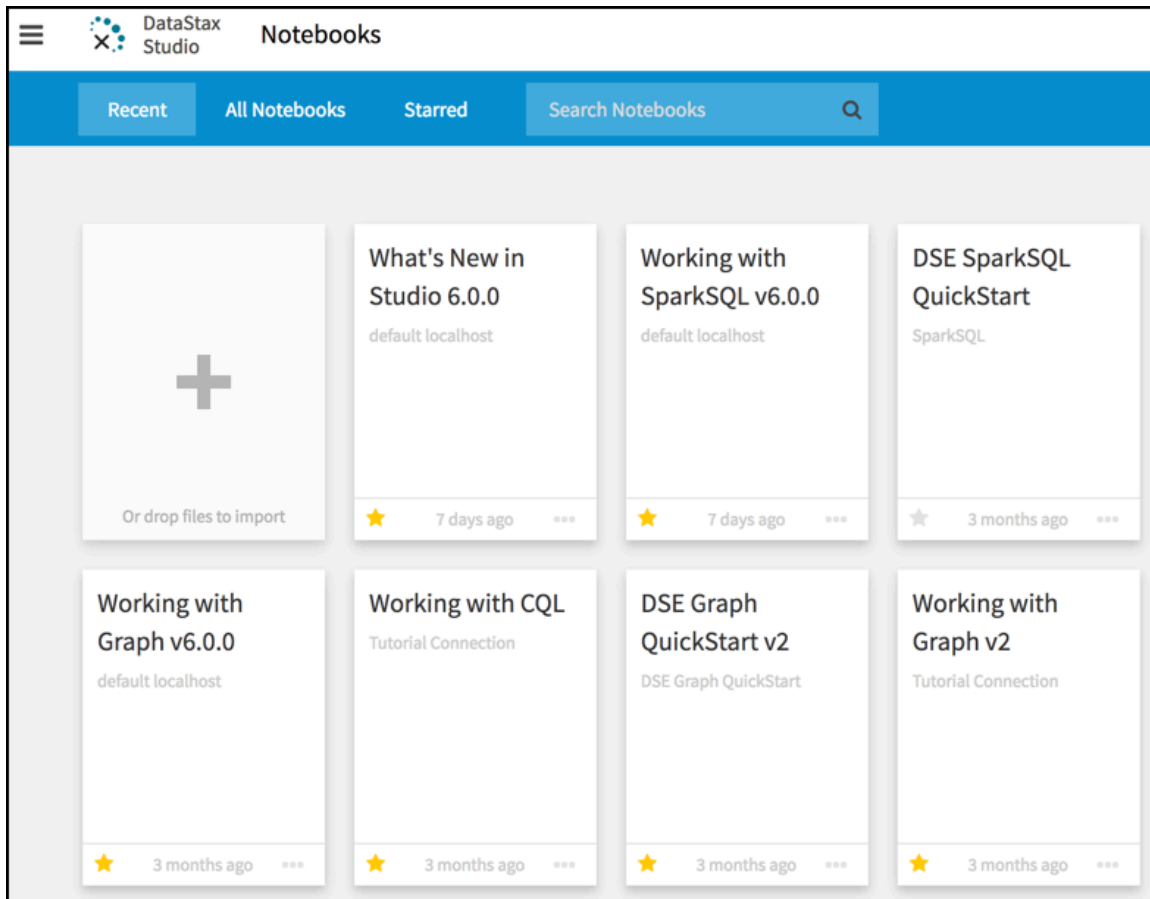 DataStax
Studio
Notebooks
Recent
All Notebooks
Starred
Search Notebooks
What's New in
Studio 6.0.0
default localhost
Working with
SparkSQL v6.0.0
default localhost
DSE SparkSQL
QuickStart
SparkSQL
Or drop files to import
7 days ago
7 days ago
3 months ago
Working with
Graph v6.0.0
default localhost
Working with CQL
Tutorial Connection
DSE Graph
QuickStart v2
DSE Graph QuickStart
Working with
Graph v2
Tutorial Connection
3 months ago
3 months ago
3 months ago
3 months ago